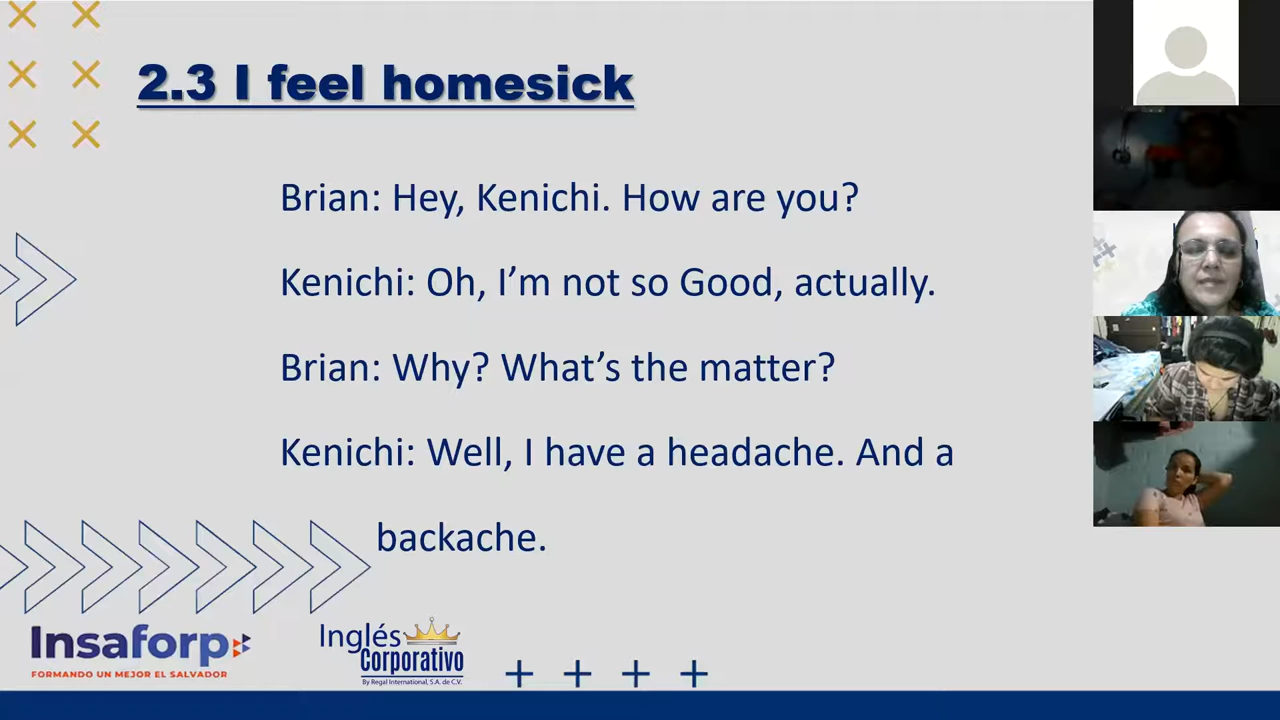 2.3 I feel homesick
Brian: Hey, Kenichi. How are you?
Kenichi: Oh, I’m not so Good, actually.
Brian: Why? What’s the matter?
Kenichi: Well, I have a headache. And a
backache.
Insaforp
FORMANDO UN MEJOR EL SALVADOR
Inglés
Corporativo
By Regal International, S.A. de C.V.